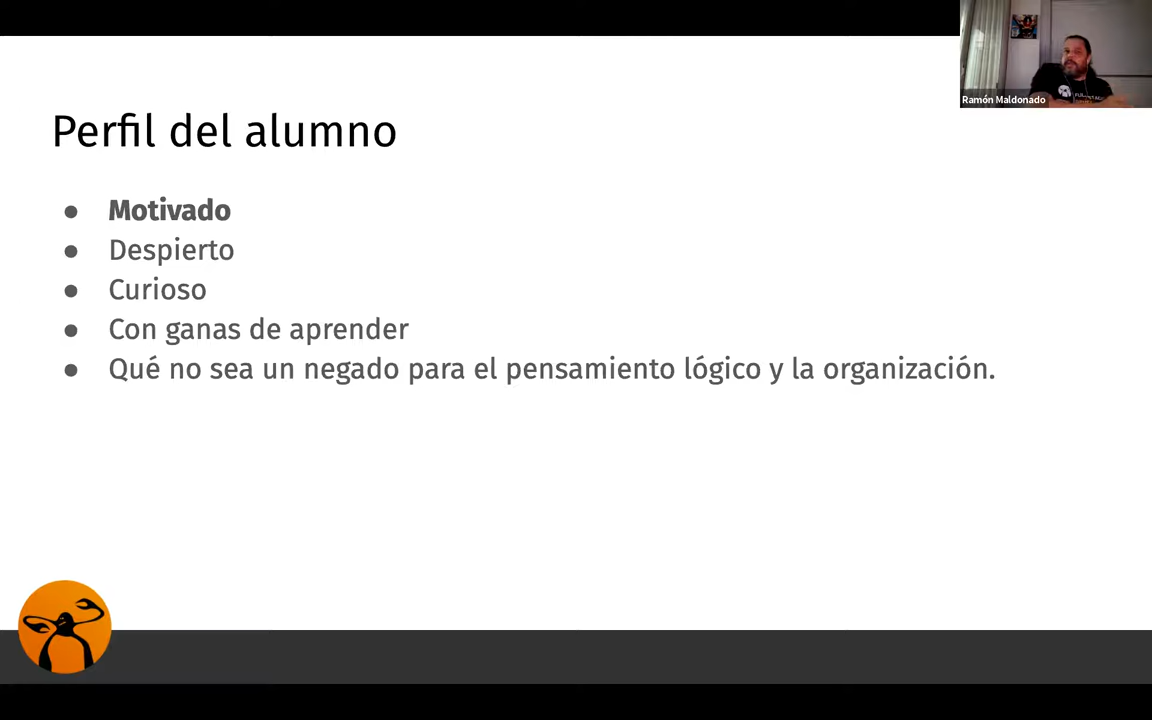 Ramón Maldonado
Perfil del alumno
● Motivado
● Despierto
● Curioso
● Con ganas de aprender
● Qué no sea un negado para el pensamiento lógico y la organización.